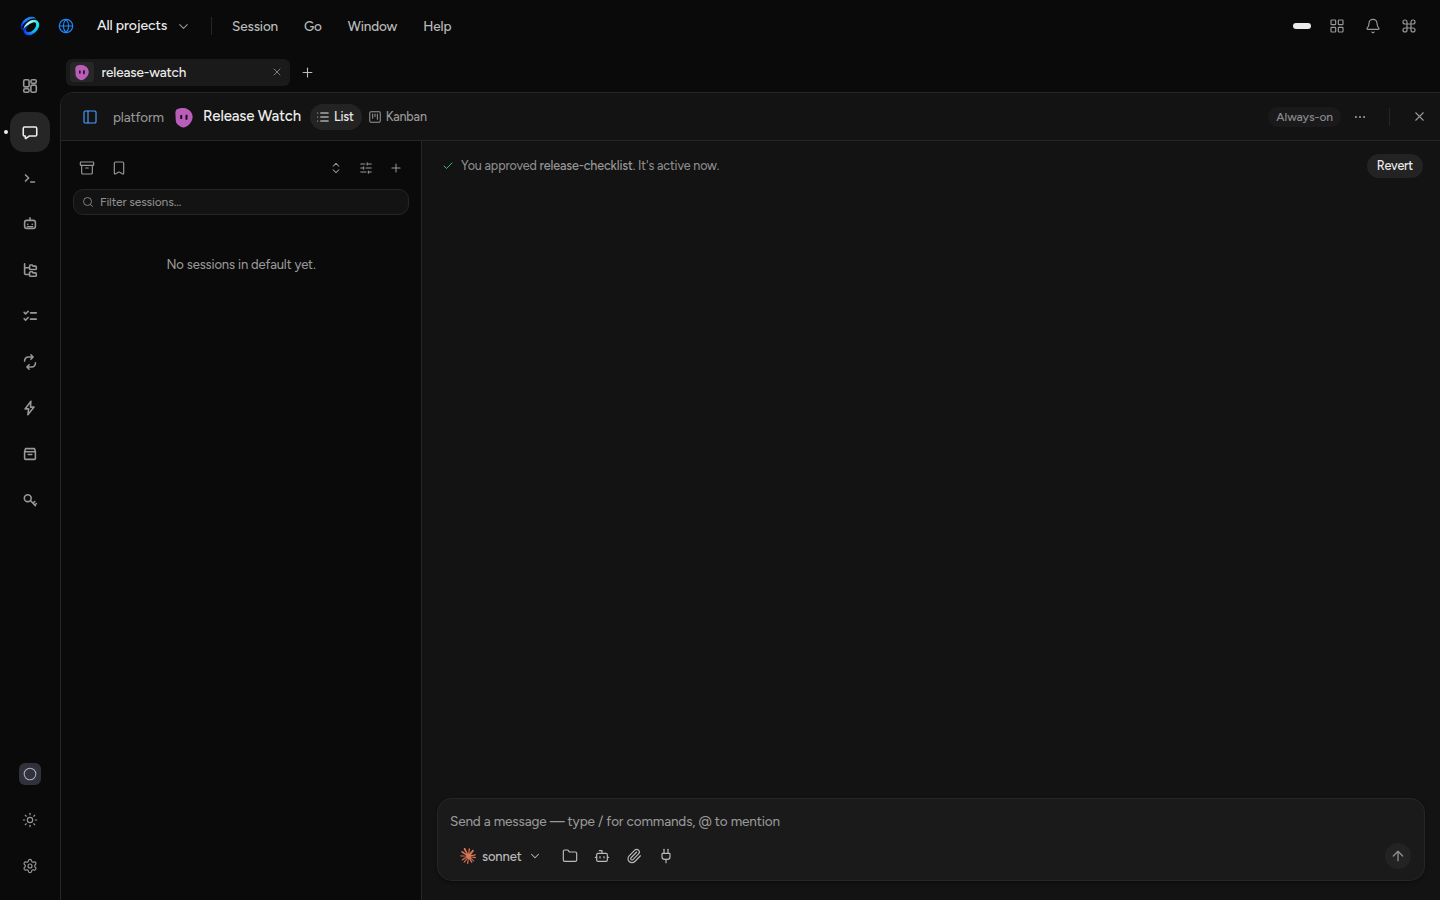 All projects
Session
Go
Window
Help
release-watch
platform
Release Watch
List
Kanban
Always-on
You approved release-checklist. It's active now.
Revert
Filter sessions...
No sessions in default yet.
Send a message — type / for commands, @ to mention
sonnet